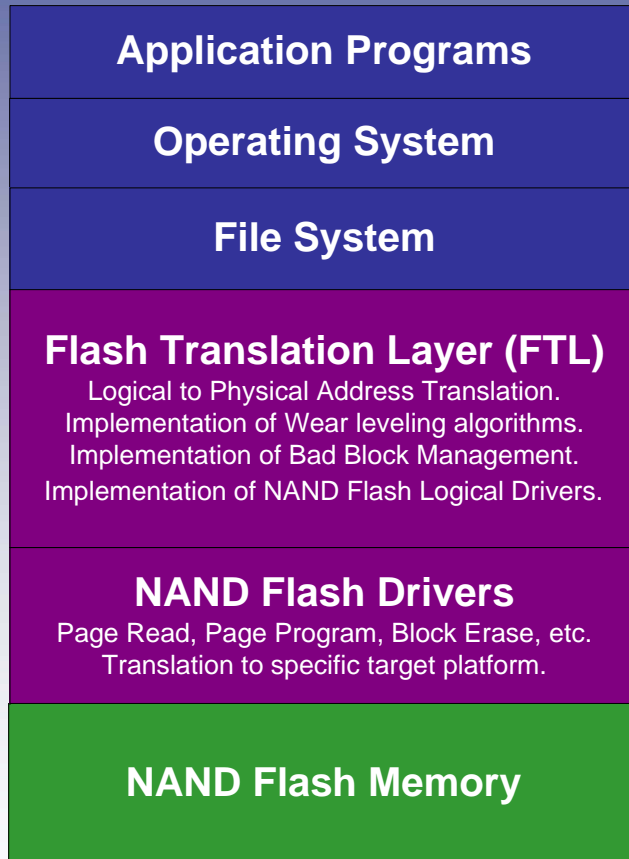 Application Programs
Operating System
File System
Flash Translation Layer (FTL)
Logical to Physical Address Translation.
Implementation of Wear leveling algorithms.
Implementation of Bad Block Management.
Implementation of NAND Flash Logical Drivers.
NAND Flash Drivers
Page Read, Page Program, Block Erase, etc.
Translation to specific target platform.
NAND Flash Memory